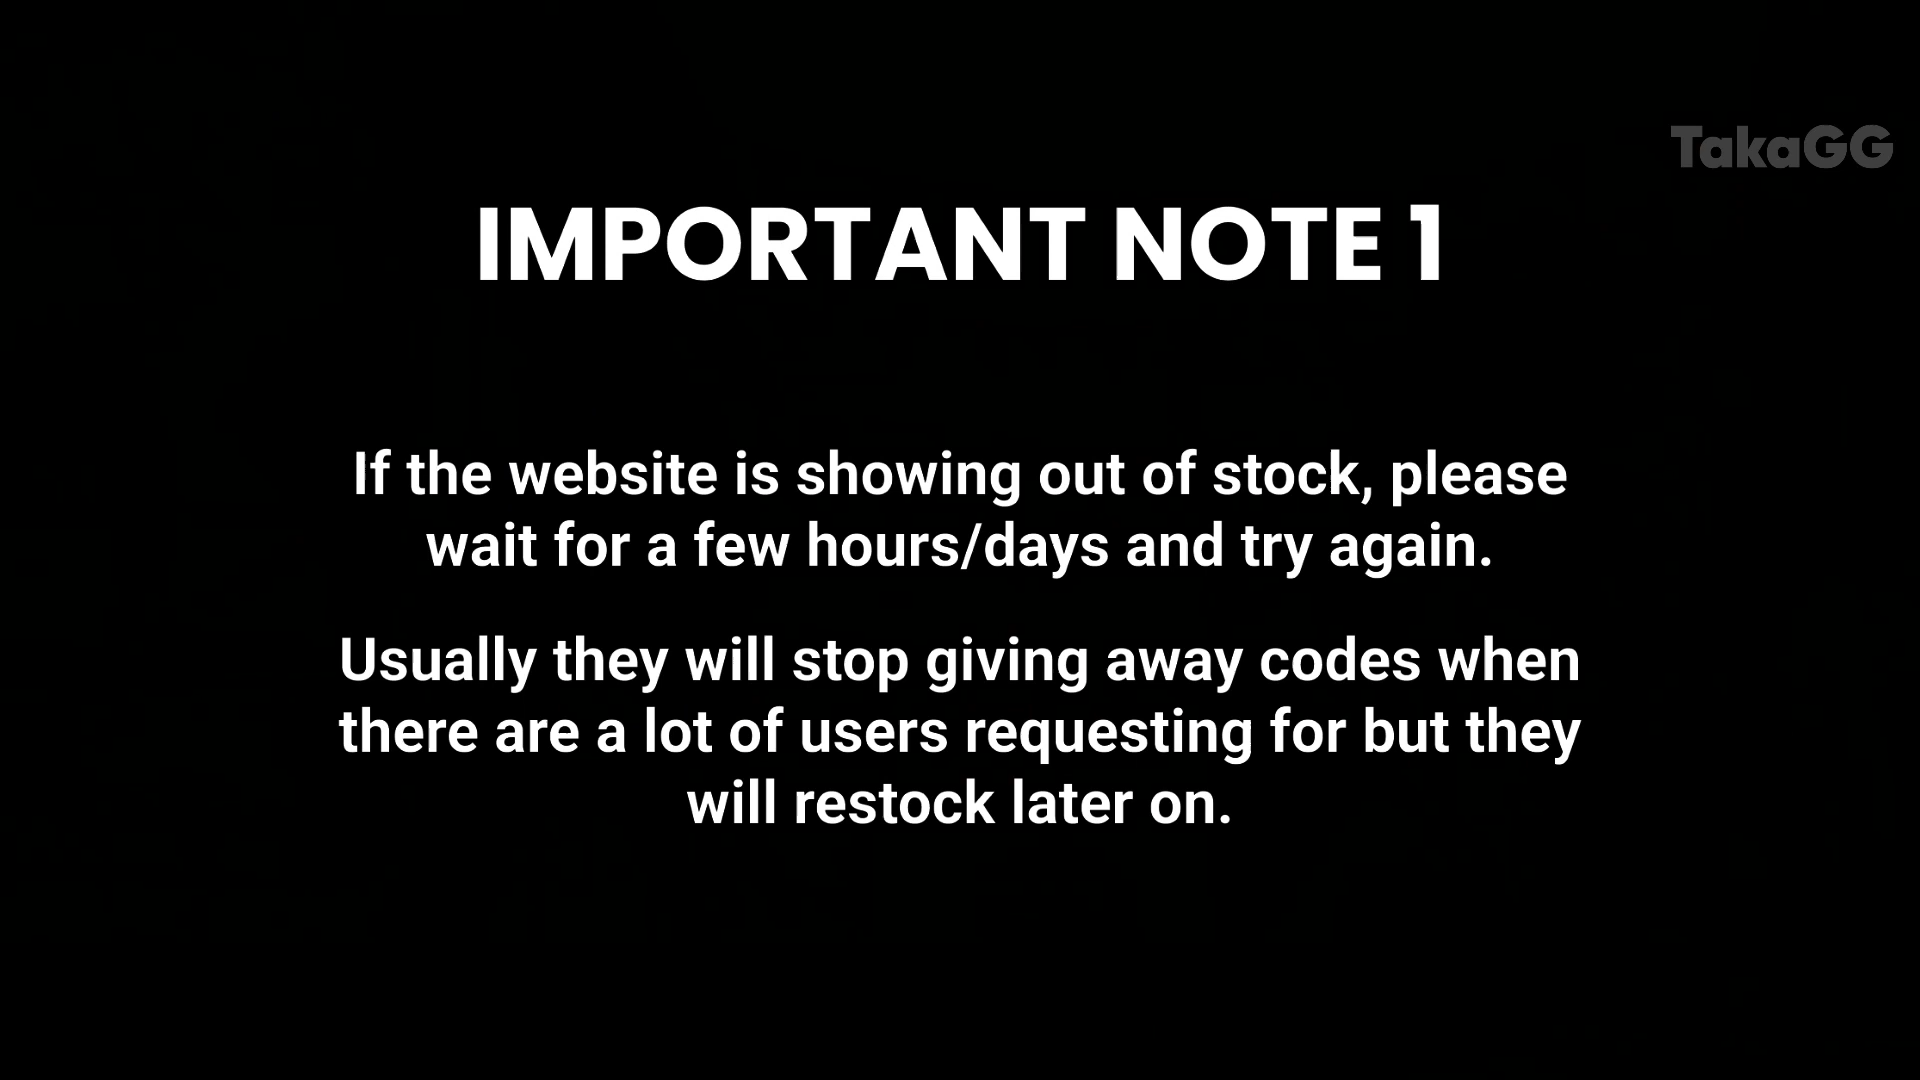 TakaGG
IMPORTANT NOTE 1
If the website is showing out of stock, please
wait for a few hours/days and try again.
Usually they will stop giving away codes when
there are a lot of users requesting for but they
will restock later on.